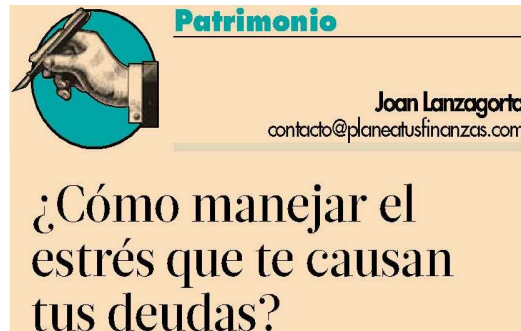 Patrimonio
Joan Lanzagorta
contacto@planeatusfinanzas.com
¿Cómo manejar el
estrés que te causan
tus deudas?